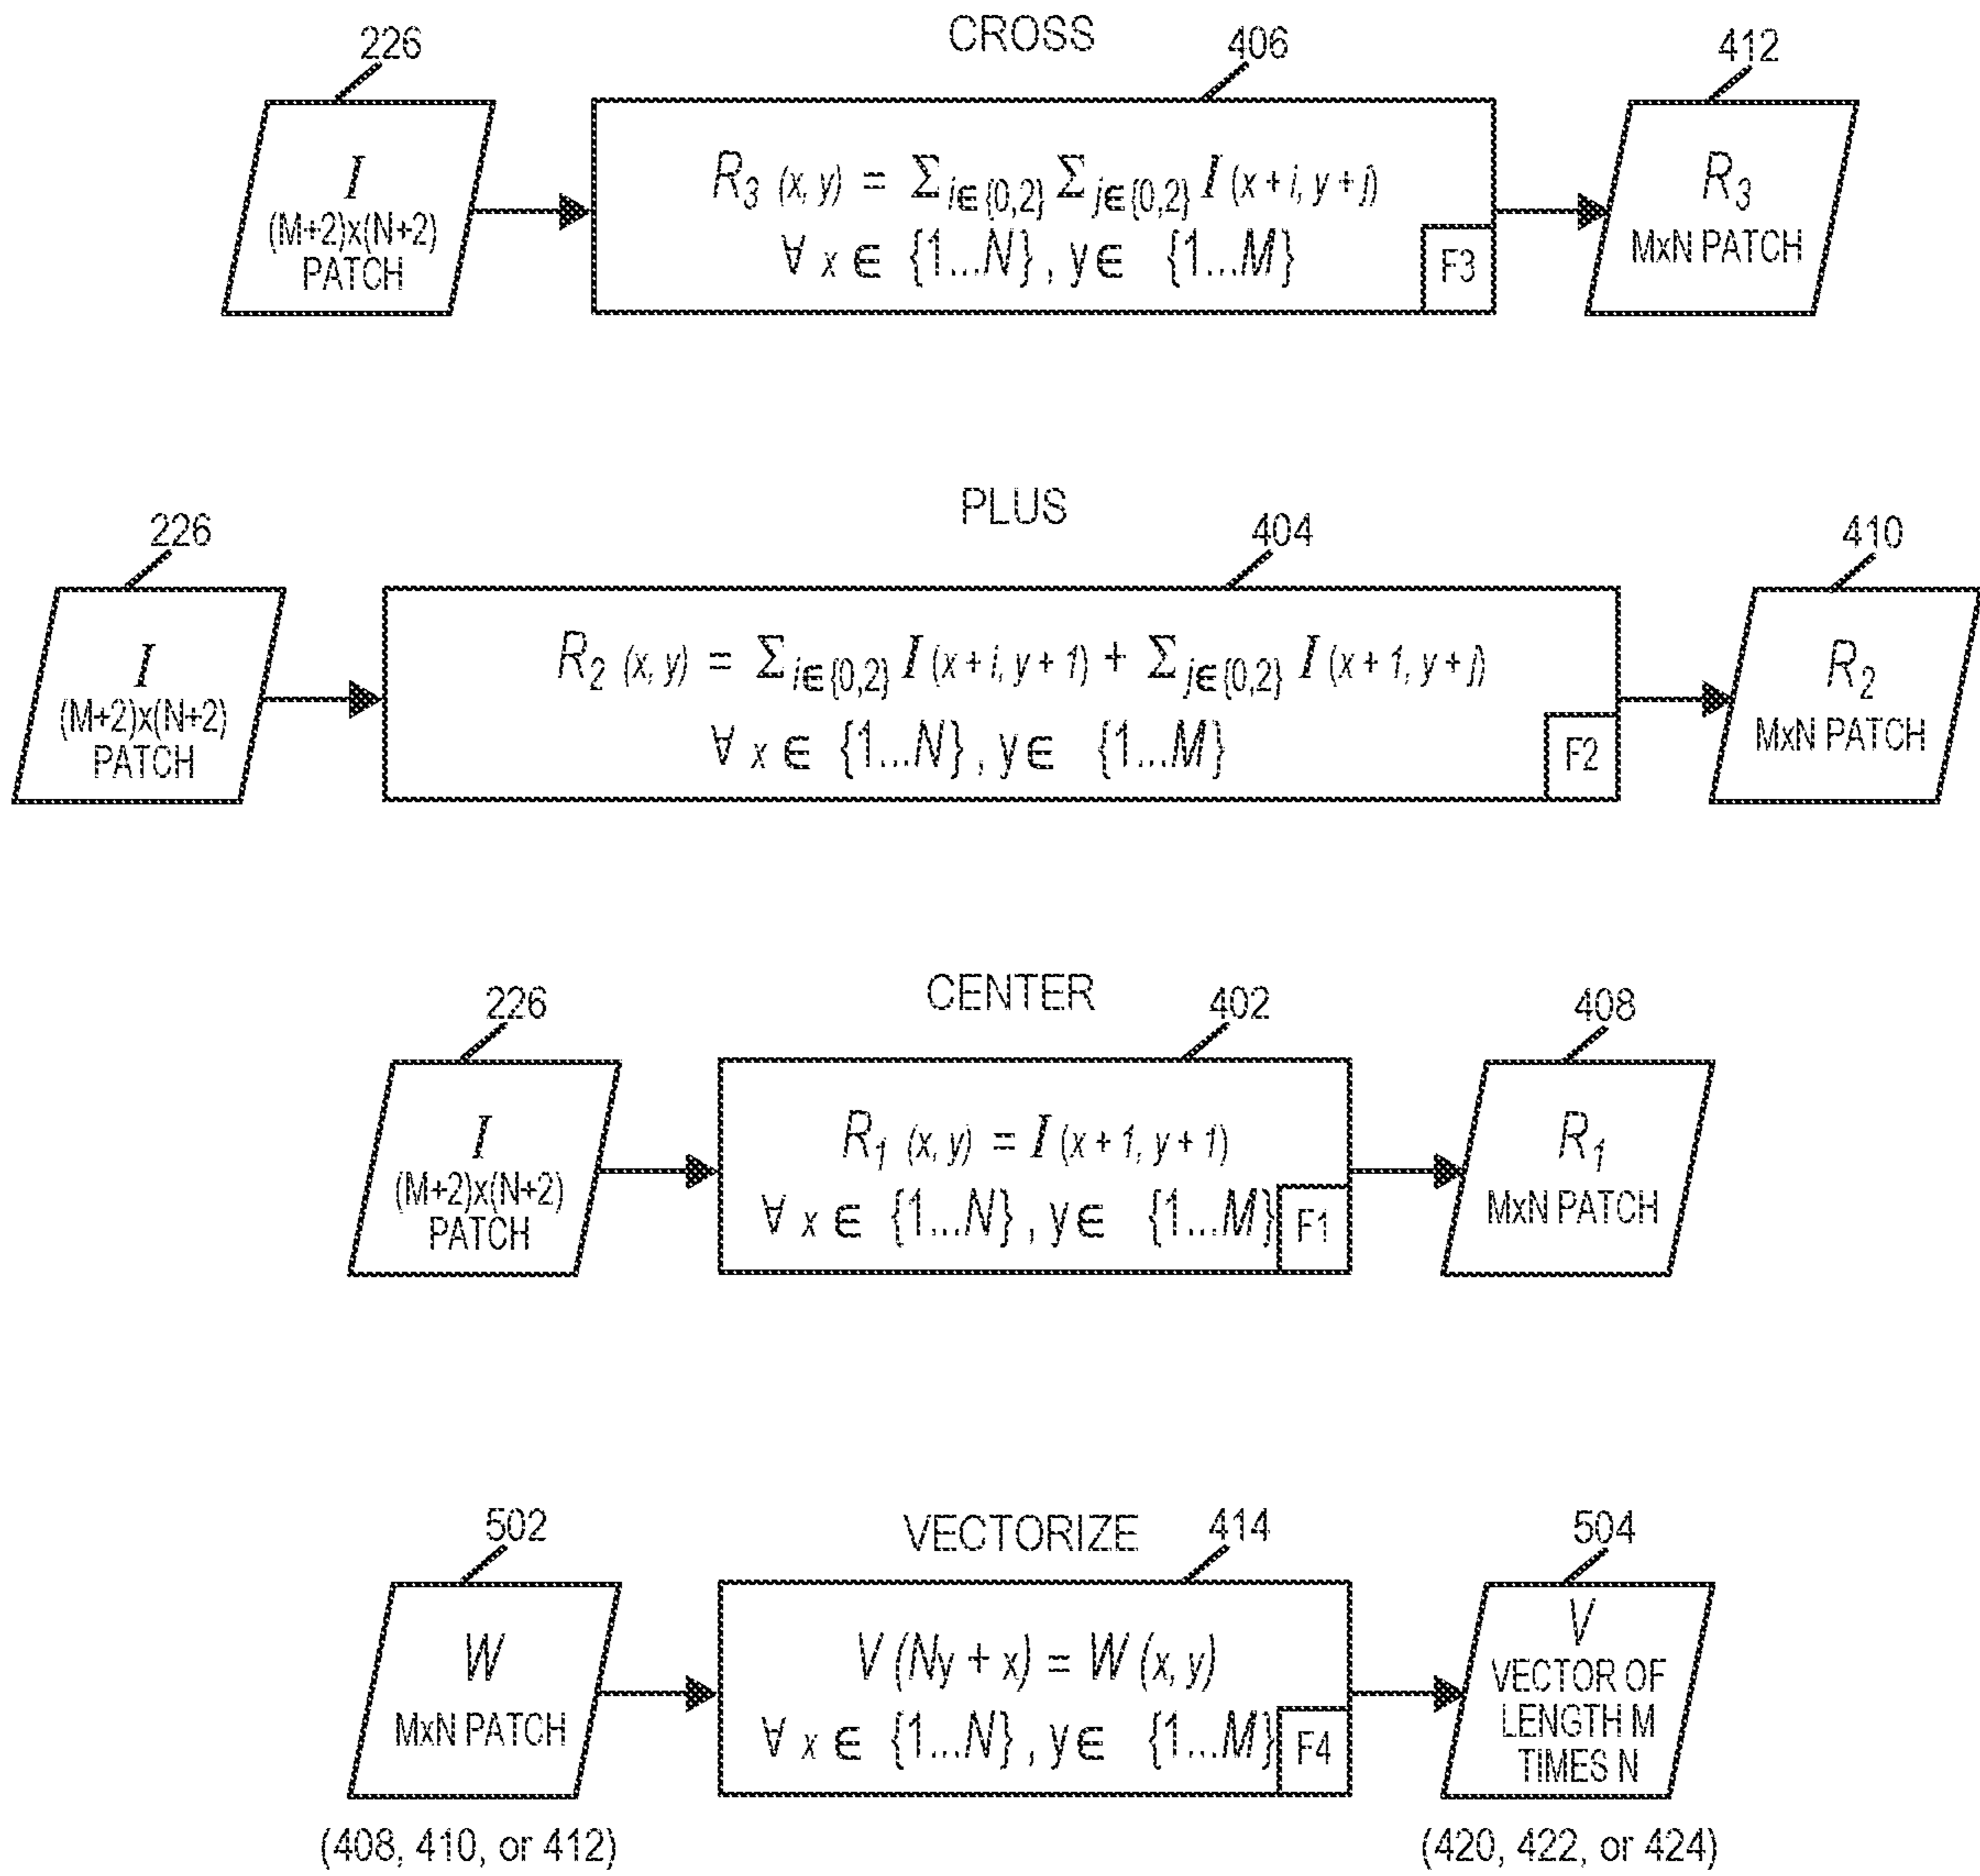 CROSS
226
406
412
I
(M+2)x(N+2)
PATCH
R₃ (x, y) = Σ i∈{0,2} Σ j∈{0,2} I (x+i, y+j)
∀ x ∈ {1...N} , y ∈ {1...M}
F3
R₃
MxN PATCH
PLUS
226
404
410
I
(M+2)x(N+2)
PATCH
R₂ (x, y) = Σ i∈{0,2} I (x+i, y+1) + Σ j∈{0,2} I (x+1, y+j)
∀ x ∈ {1...N} , y ∈ {1...M}
F2
R₂
MxN PATCH
CENTER
226
402
408
I
(M+2)x(N+2)
PATCH
R₁ (x, y) = I (x + 1, y + 1)
∀ x ∈ {1...N} , y ∈ {1...M}
F1
R₁
MxN PATCH
VECTORIZE
502
414
504
W
MxN PATCH
V (Ny + x) = W (x, y)
∀ x ∈ {1...N} , y ∈ {1...M}
F4
V
VECTOR OF
LENGTH M
TIMES N
(408, 410, or 412)
(420, 422, or 424)